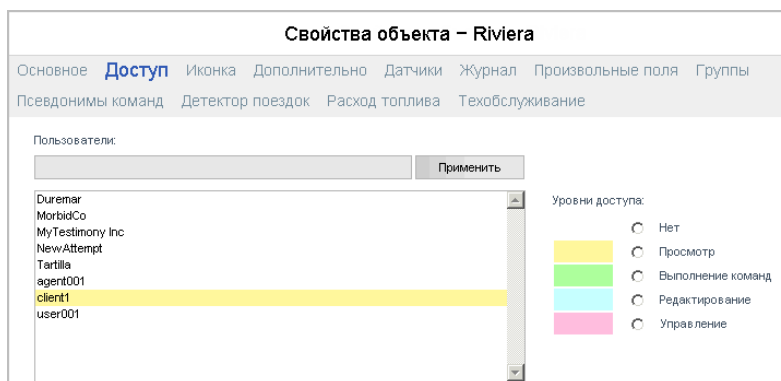 Свойства объекта – Riviera
Основное Доступ Иконка Дополнительно Датчики Журнал Произвольные поля Группы
Псевдонимы команд Детектор поездок Расход топлива Техобслуживание
Пользователи:
Применить
Duremar
MorbidCo
MyTestimony Inc
NewAttempt
Tartilla
agent001
client1
user001
Уровни доступа:
Нет
Просмотр
Выполнение команд
Редактирование
Управление